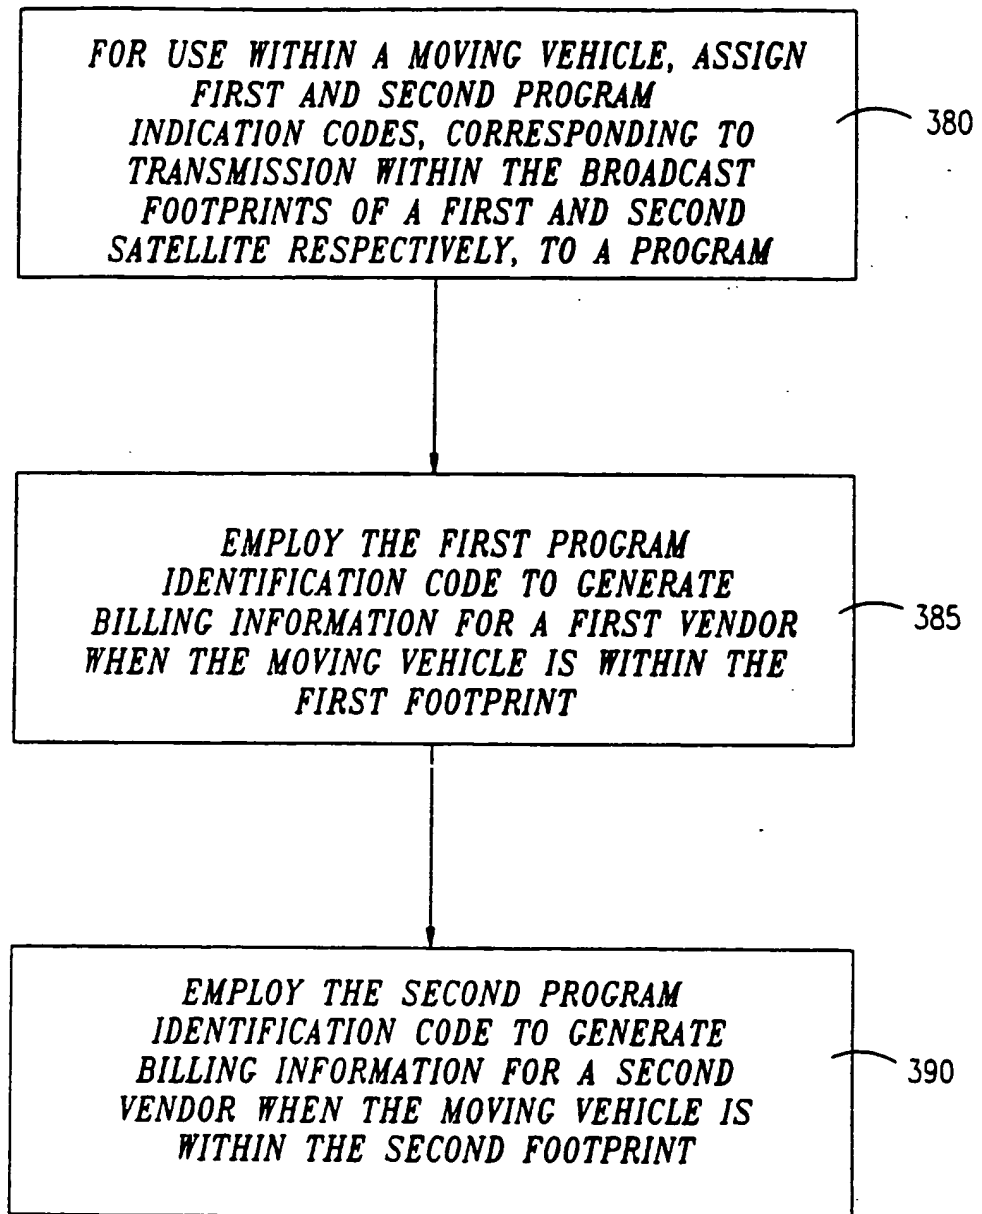 FOR USE WITHIN A MOVING VEHICLE, ASSIGN
FIRST AND SECOND PROGRAM
INDICATION CODES, CORRESPONDING TO
TRANSMISSION WITHIN THE BROADCAST
FOOTPRINTS OF A FIRST AND SECOND
SATELLITE RESPECTIVELY, TO A PROGRAM
380
EMPLOY THE FIRST PROGRAM
IDENTIFICATION CODE TO GENERATE
BILLING INFORMATION FOR A FIRST VENDOR
WHEN THE MOVING VEHICLE IS WITHIN THE
FIRST FOOTPRINT
385
EMPLOY THE SECOND PROGRAM
IDENTIFICATION CODE TO GENERATE
BILLING INFORMATION FOR A SECOND
VENDOR WHEN THE MOVING VEHICLE IS
WITHIN THE SECOND FOOTPRINT
390